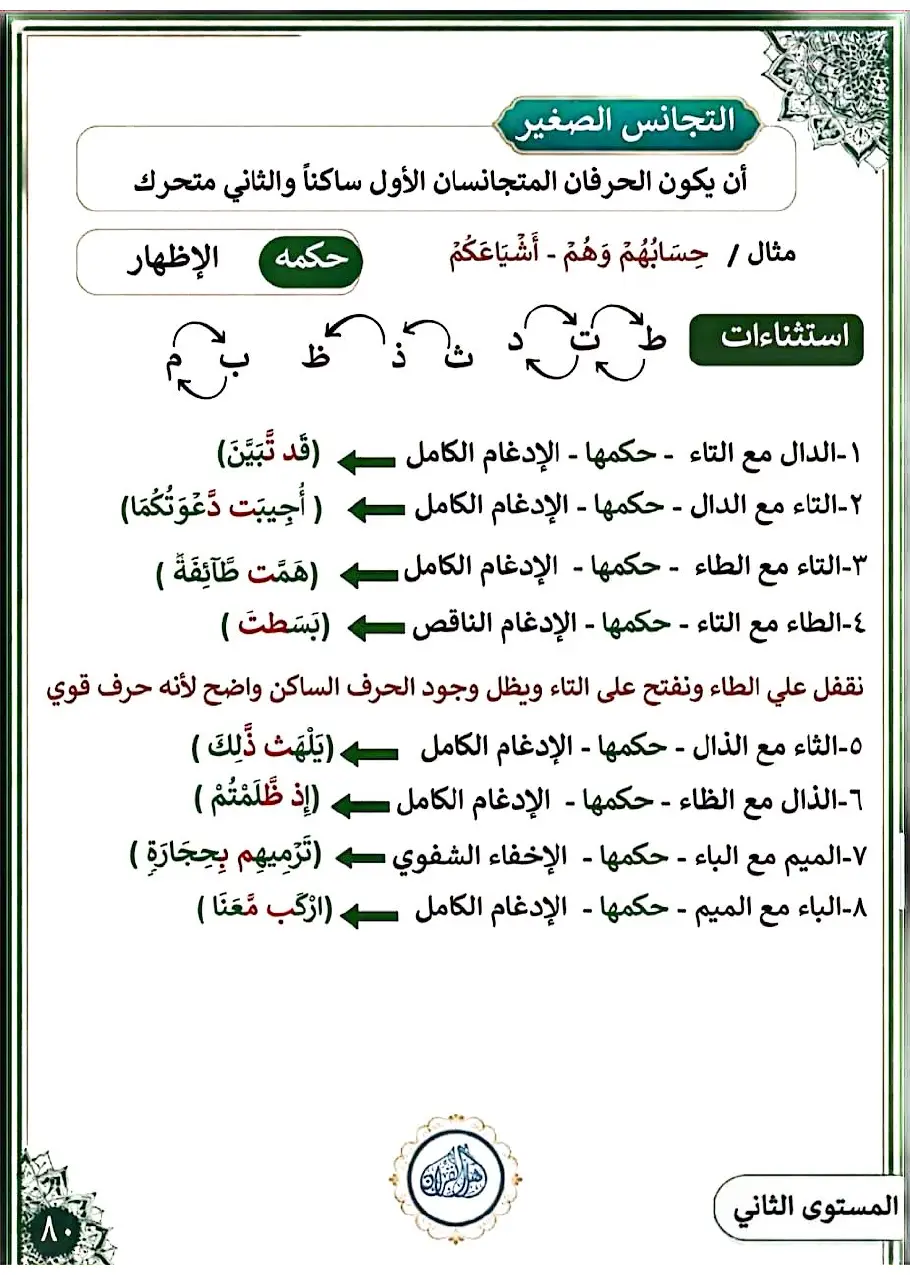 التجانس الصغير
أن يكون الحرفان المتجانسان الأول ساكناً والثاني متحرك
مثال / حِسَابُهُمْ وَهُمْ - أَشْيَاعَكُمْ
حكمه الإظهار
استثناءات
ط ت د ث ذ ظ ب م
١-الدال مع التاء - حكمها - الإدغام الكامل (قَد تَّبَيَّنَ)
٢-التاء مع الدال - حكمها - الإدغام الكامل ( أُجِيبَت دَّعْوَتُكُمَا)
٣-التاء مع الطاء - حكمها - الإدغام الكامل (هَمَّت طَّآئِفَةٌ )
٤-الطاء مع التاء - حكمها - الإدغام الناقص (بَسَطتَ )
نقفل علي الطاء ونفتح على التاء ويظل وجود الحرف الساكن واضح لأنه حرف قوي
٥-الثاء مع الذال - حكمها - الإدغام الكامل (يَلْهَث ذَّلِكَ )
٦-الذال مع الظاء - حكمها - الإدغام الكامل (إِذ ظَّلَمْتُمْ )
٧-الميم مع الباء - حكمها - الإخفاء الشفوي (تَرْمِيهِم بِحِجَارَةٍ )
٨-الباء مع الميم - حكمها - الإدغام الكامل (ارْكَب مَّعَنَا )
أهل القرآن
المستوى الثاني
٨٠